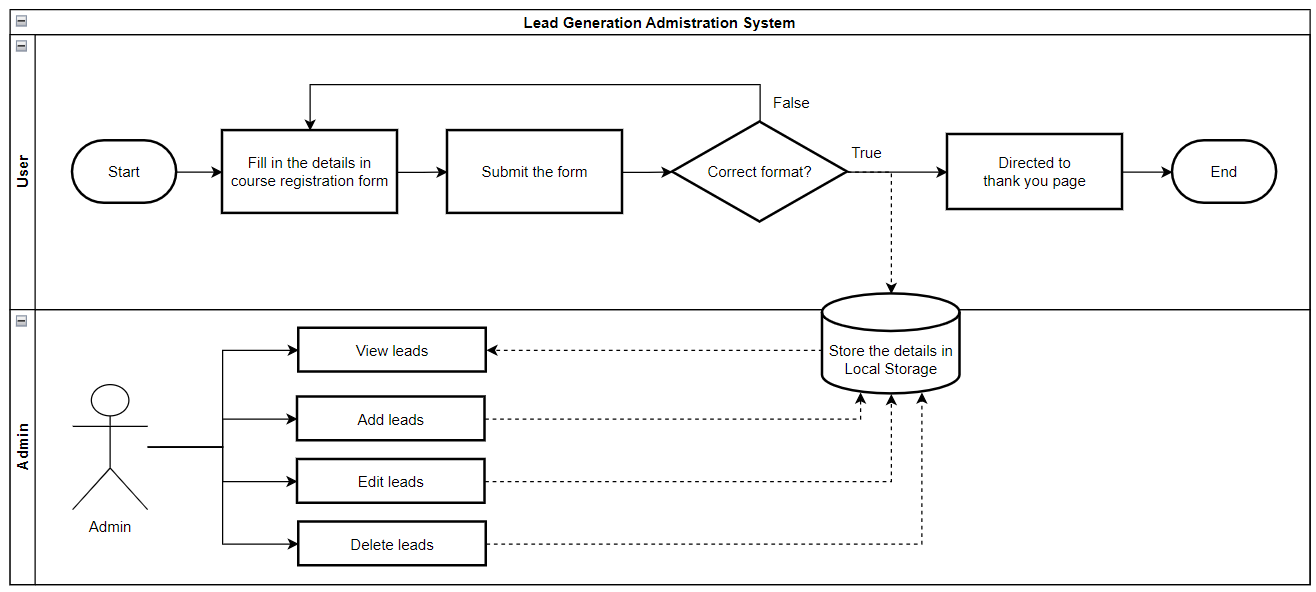 Lead Generation Admistration System
User
Start
Fill in the details in
course registration form
Submit the form
Correct format?
False
True
Directed to
thank you page
End
Admin
Admin
View leads
Add leads
Edit leads
Delete leads
Store the details in
Local Storage